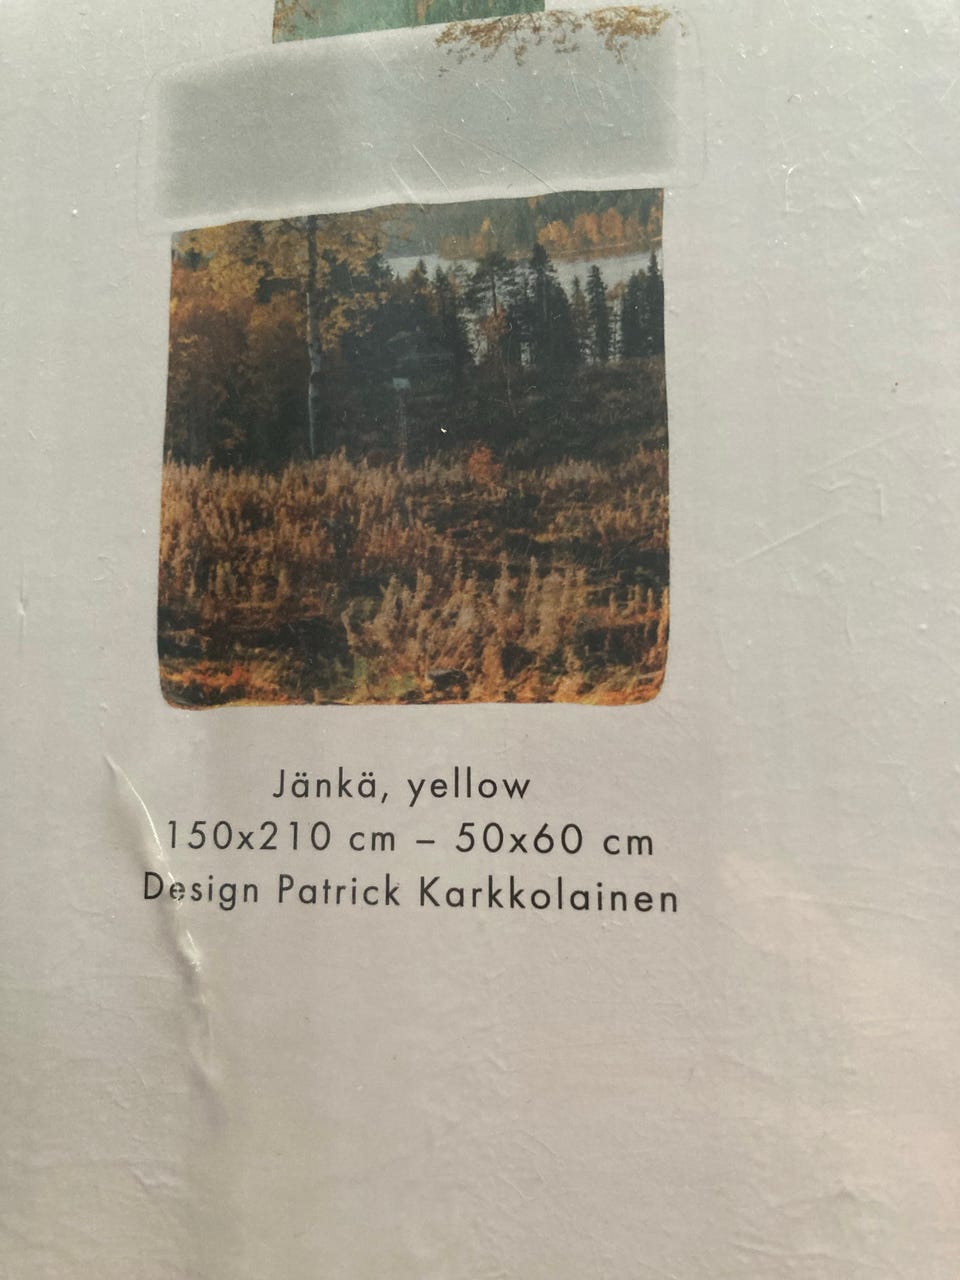 Jänkä, yellow
150x210 cm – 50x60 cm
Design Patrick Karkkolainen